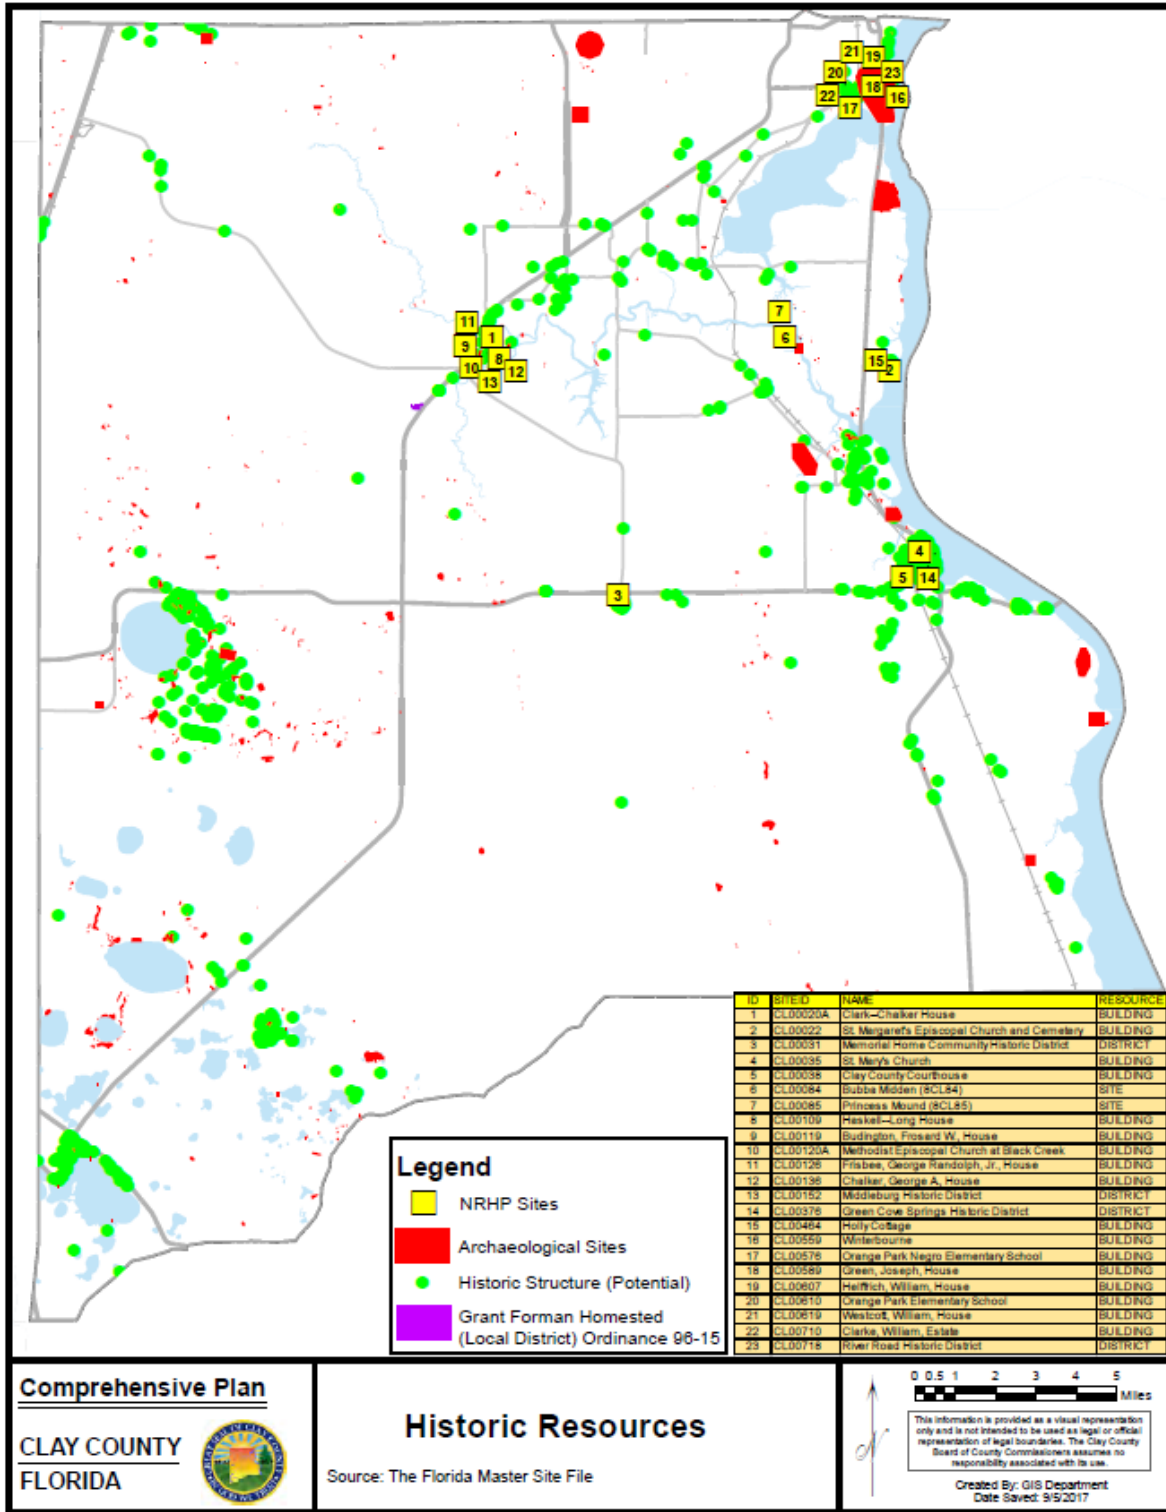 21
19
20
23
18
22
16
17
7
11
1
6
9
8
15
10
12
2
13
4
5
14
3
ID SITEID NAME RESOURCE
1 CL00020A Clark--Chalker House BUILDING
2 CL00022 St. Margaret's Episcopal Church and Cemetery BUILDING
3 CL00031 Memorial Home Community Historic District DISTRICT
4 CL00035 St. Mary's Church BUILDING
5 CL00038 Clay County Courthouse BUILDING
6 CL00084 Bubba Midden (8CL84) SITE
7 CL00085 Princess Mound (8CL85) SITE
8 CL00109 Haskell--Long House BUILDING
9 CL00119 Budington, Frosard W., House BUILDING
10 CL00120A Methodist Episcopal Church at Black Creek BUILDING
11 CL00126 Frisbee, George Randolph, Jr., House BUILDING
12 CL00136 Chalker, George A., House BUILDING
13 CL00152 Middleburg Historic District DISTRICT
14 CL00376 Green Cove Springs Historic District DISTRICT
15 CL00464 Holly Cottage BUILDING
16 CL00559 Winterbourne BUILDING
17 CL00576 Orange Park Negro Elementary School BUILDING
18 CL00589 Green, Joseph, House BUILDING
19 CL00607 Helffrich, William, House BUILDING
20 CL00610 Orange Park Elementary School BUILDING
21 CL00619 Westcott, William, House BUILDING
22 CL00710 Clarke, William, Estate BUILDING
23 CL00718 River Road Historic District DISTRICT
Legend
NRHP Sites
Archaeological Sites
Historic Structure (Potential)
Grant Forman Homested
(Local District) Ordinance 96-15
Comprehensive Plan
CLAY COUNTY
FLORIDA
Historic Resources
Source: The Florida Master Site File
N
0 0.5 1 2 3 4 5
Miles
This information is provided as a visual representation
only and is not intended to be used as legal or official
representation of legal boundaries. The Clay County
Board of County Commissioners assumes no
responsibility associated with its use.
Created By: GIS Department
Date Saved: 9/5/2017